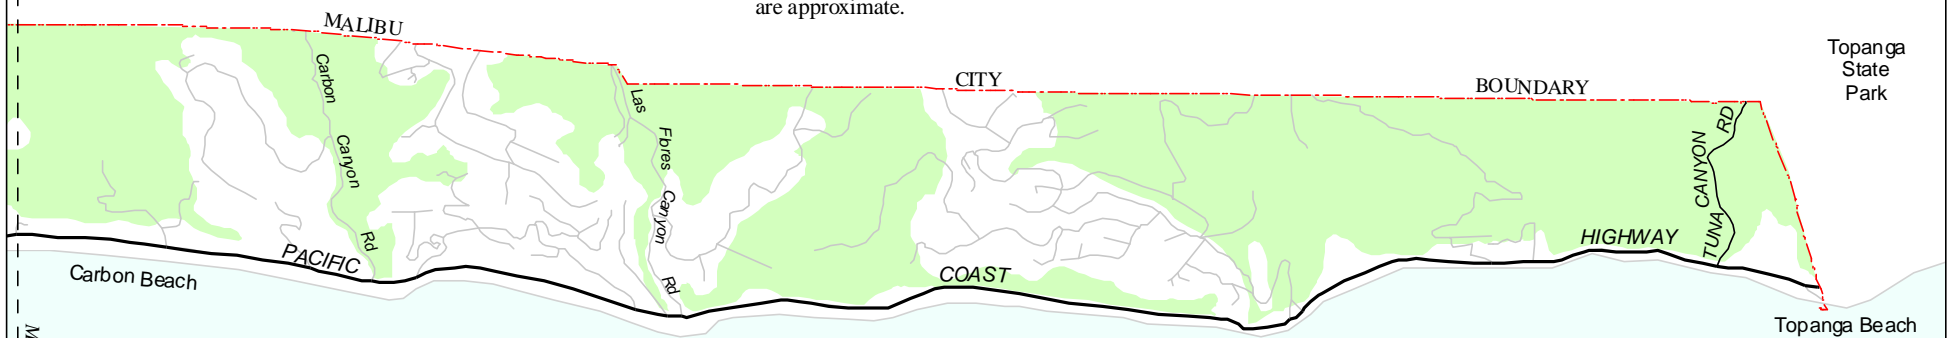 are approximate.
MALIBU
CITY
BOUNDARY
Topanga
State
Park
Carbon
Canyon
Rd
Las
Flores
Canyon
Rd
TUNA CANYON
RD
PACIFIC
COAST
HIGHWAY
Carbon Beach
Topanga Beach
M